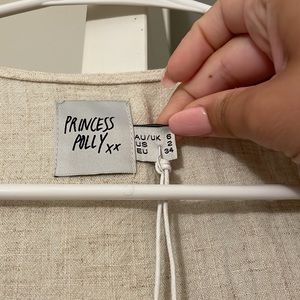 PRINCESS
POLLY xx
AU/UK 6
US 2
EU 34